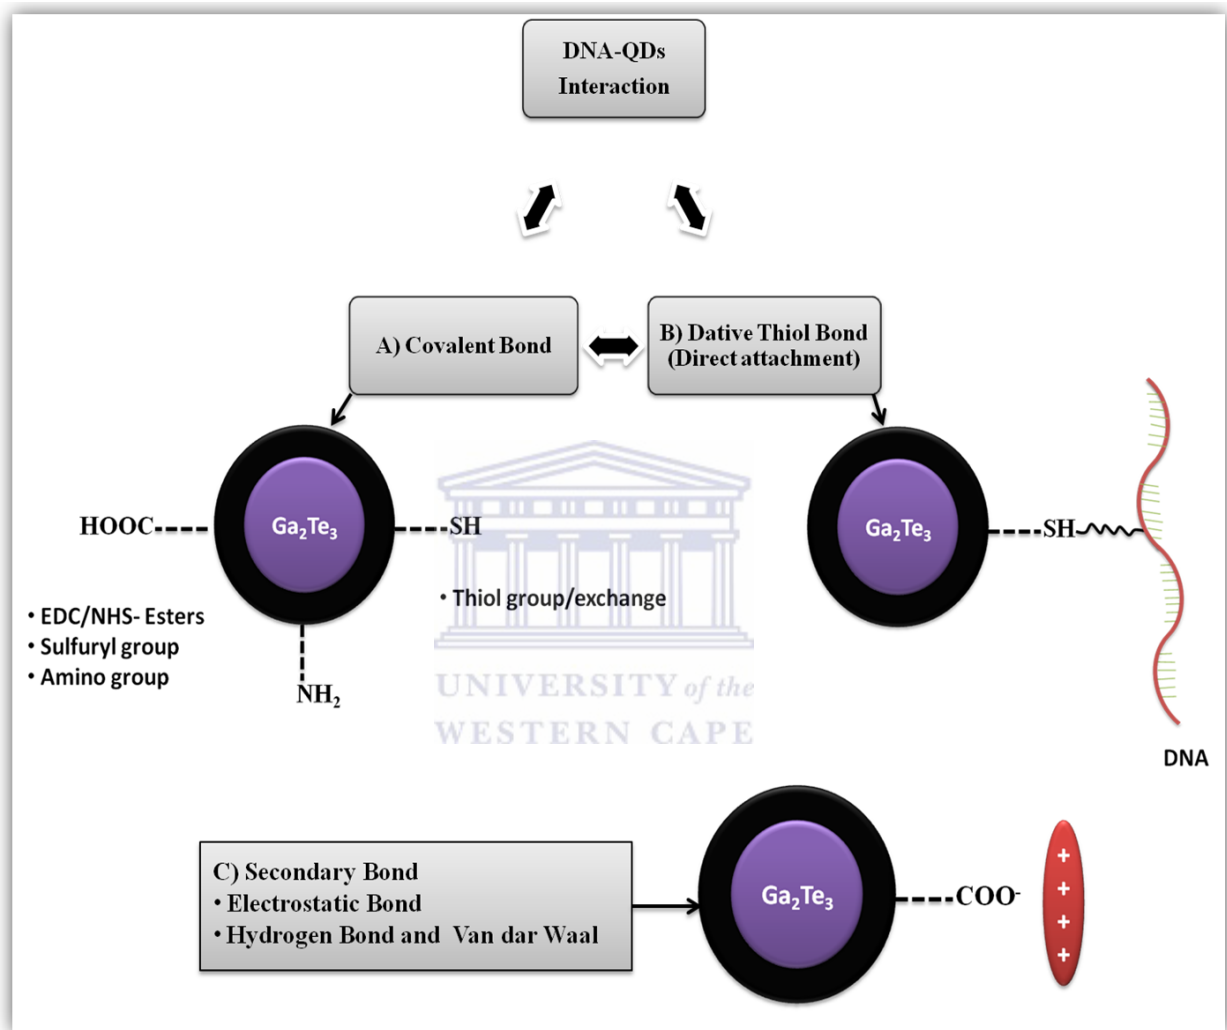 DNA-QDs
Interaction
A) Covalent Bond
B) Dative Thiol Bond
(Direct attachment)
HOOC
Ga₂Te₃
SH
Ga₂Te₃
SH
• Thiol group/exchange
• EDC/NHS- Esters
• Sulfuryl group
• Amino group
NH₂
UNIVERSITY of the
WESTERN CAPE
DNA
C) Secondary Bond
• Electrostatic Bond
• Hydrogen Bond and Van dar Waal
Ga₂Te₃
COO⁻
+
+
+
+